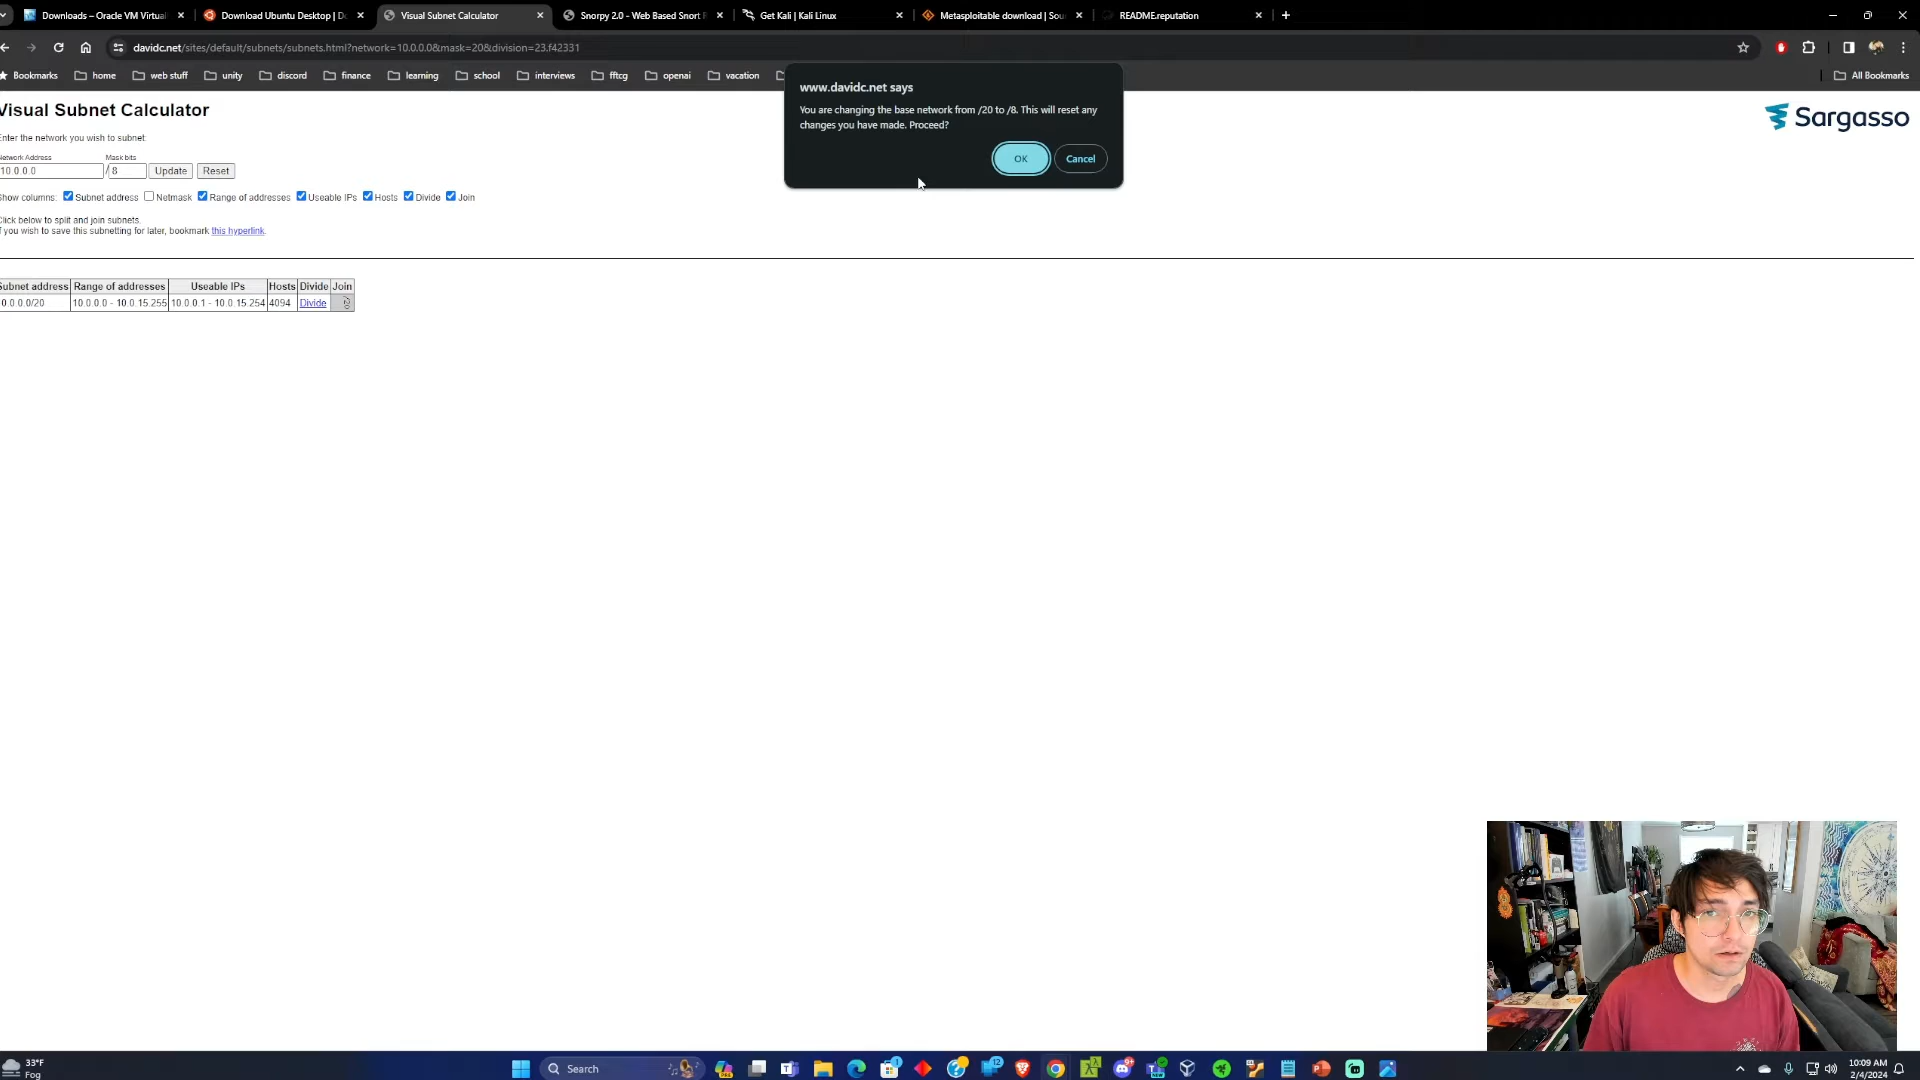 Downloads – Oracle VM Virtual
Download Ubuntu Desktop | D
Visual Subnet Calculator
Snorpy 2.0 - Web Based Snort
Get Kali | Kali Linux
Metasploitable download | Sou
README.reputation
davidc.net/sites/default/subnets/subnets.html?network=10.0.0.0&mask=20&division=23.f42331
Bookmarks
home
web stuff
unity
discord
finance
learning
school
interviews
fftcg
openai
vacation
All Bookmarks
www.davidc.net says
You are changing the base network from /20 to /8. This will reset any
changes you have made. Proceed?
OK
Cancel
Visual Subnet Calculator
Sargasso
Enter the network you wish to subnet:
Network Address
Mask bits
10.0.0.0
/
8
Update
Reset
Show columns:
Subnet address
Netmask
Range of addresses
Useable IPs
Hosts
Divide
Join
Click below to split and join subnets.
If you wish to save this subnetting for later, bookmark this hyperlink.
Subnet address Range of addresses Useable IPs Hosts Divide Join
0.0.0.0/20 10.0.0.0 - 10.0.15.255 10.0.0.1 - 10.0.15.254 4094 Divide /20
33°F
Fog
Search
1
12
9+
10:09 AM
2/4/2024